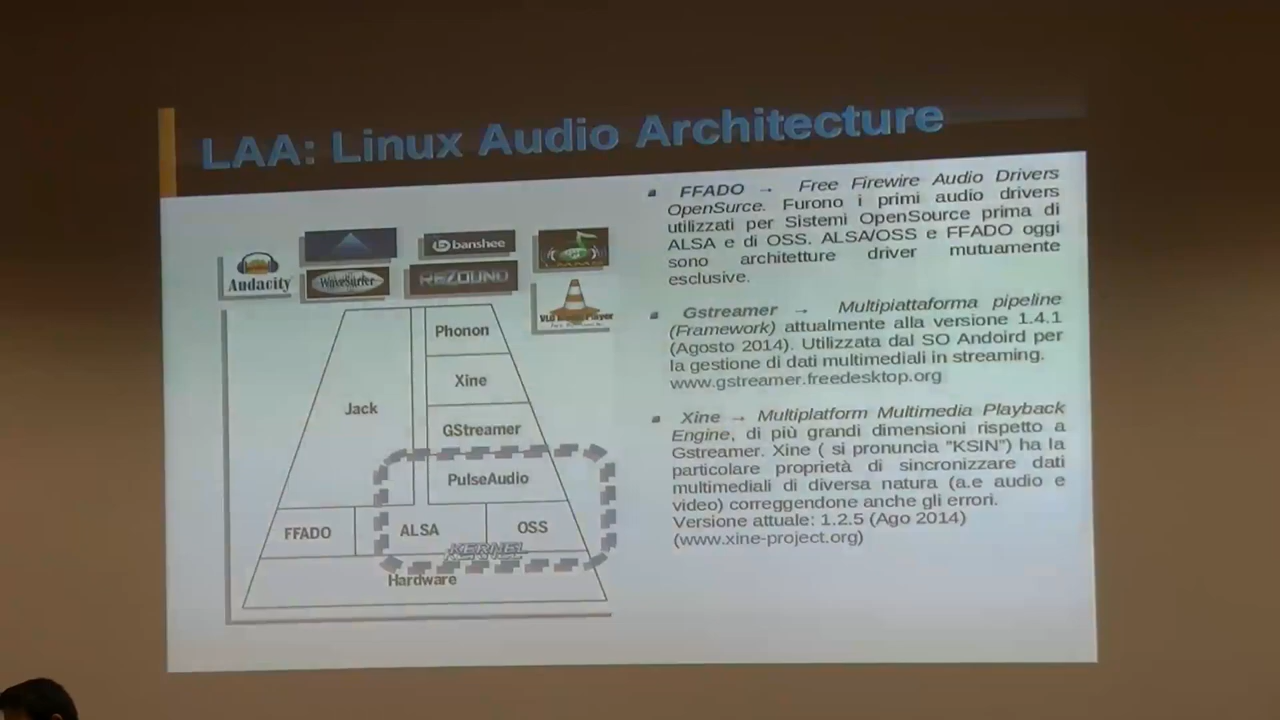 LAA: Linux Audio Architecture
Audacity
WaveSurfer
banshee
REZOUND
Phonon
Xine
Jack
GStreamer
PulseAudio
FFADO
ALSA
OSS
KERNEL
Hardware
FFADO → Free Firewire Audio Drivers
OpenSurce. Furono i primi audio drivers
utilizzati per Sistemi OpenSource prima di
ALSA e di OSS. ALSA/OSS e FFADO oggi
sono architetture driver mutuamente
esclusive.
Gstreamer → Multipiattaforma pipeline
(Framework) attualmente alla versione 1.4.1
(Agosto 2014). Utilizzata dal SO Andoird per
la gestione di dati multimediali in streaming.
www.gstreamer.freedesktop.org
Xine → Multiplatform Multimedia Playback
Engine, di più grandi dimensioni rispetto a
Gstreamer. Xine ( si pronuncia "KSIN") ha la
particolare proprietà di sincronizzare dati
multimediali di diversa natura (a.e audio e
video) correggendone anche gli errori.
Versione attuale: 1.2.5 (Ago 2014)
(www.xine-project.org)